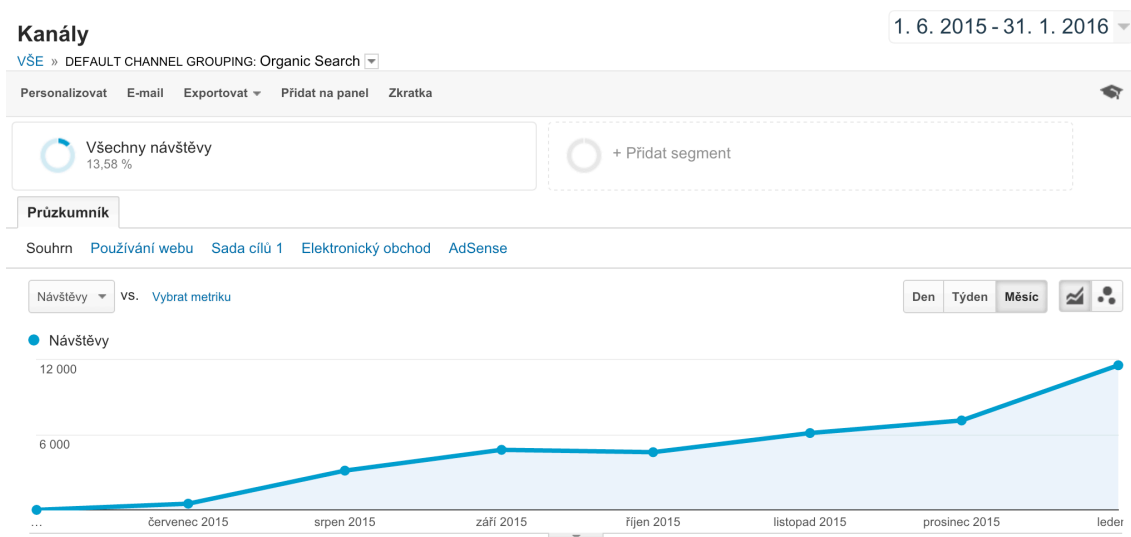 Kanály
1. 6. 2015 - 31. 1. 2016
VŠE » DEFAULT CHANNEL GROUPING: Organic Search
Personalizovat E-mail Exportovat Přidat na panel Zkratka
Všechny návštěvy
13,58 %
+ Přidat segment
Průzkumník
Souhrn Používání webu Sada cílů 1 Elektronický obchod AdSense
Návštěvy VS. Vybrat metriku
Den Týden Měsíc
Návštěvy
12 000
6 000
... červenec 2015 srpen 2015 září 2015 říjen 2015 listopad 2015 prosinec 2015 leden